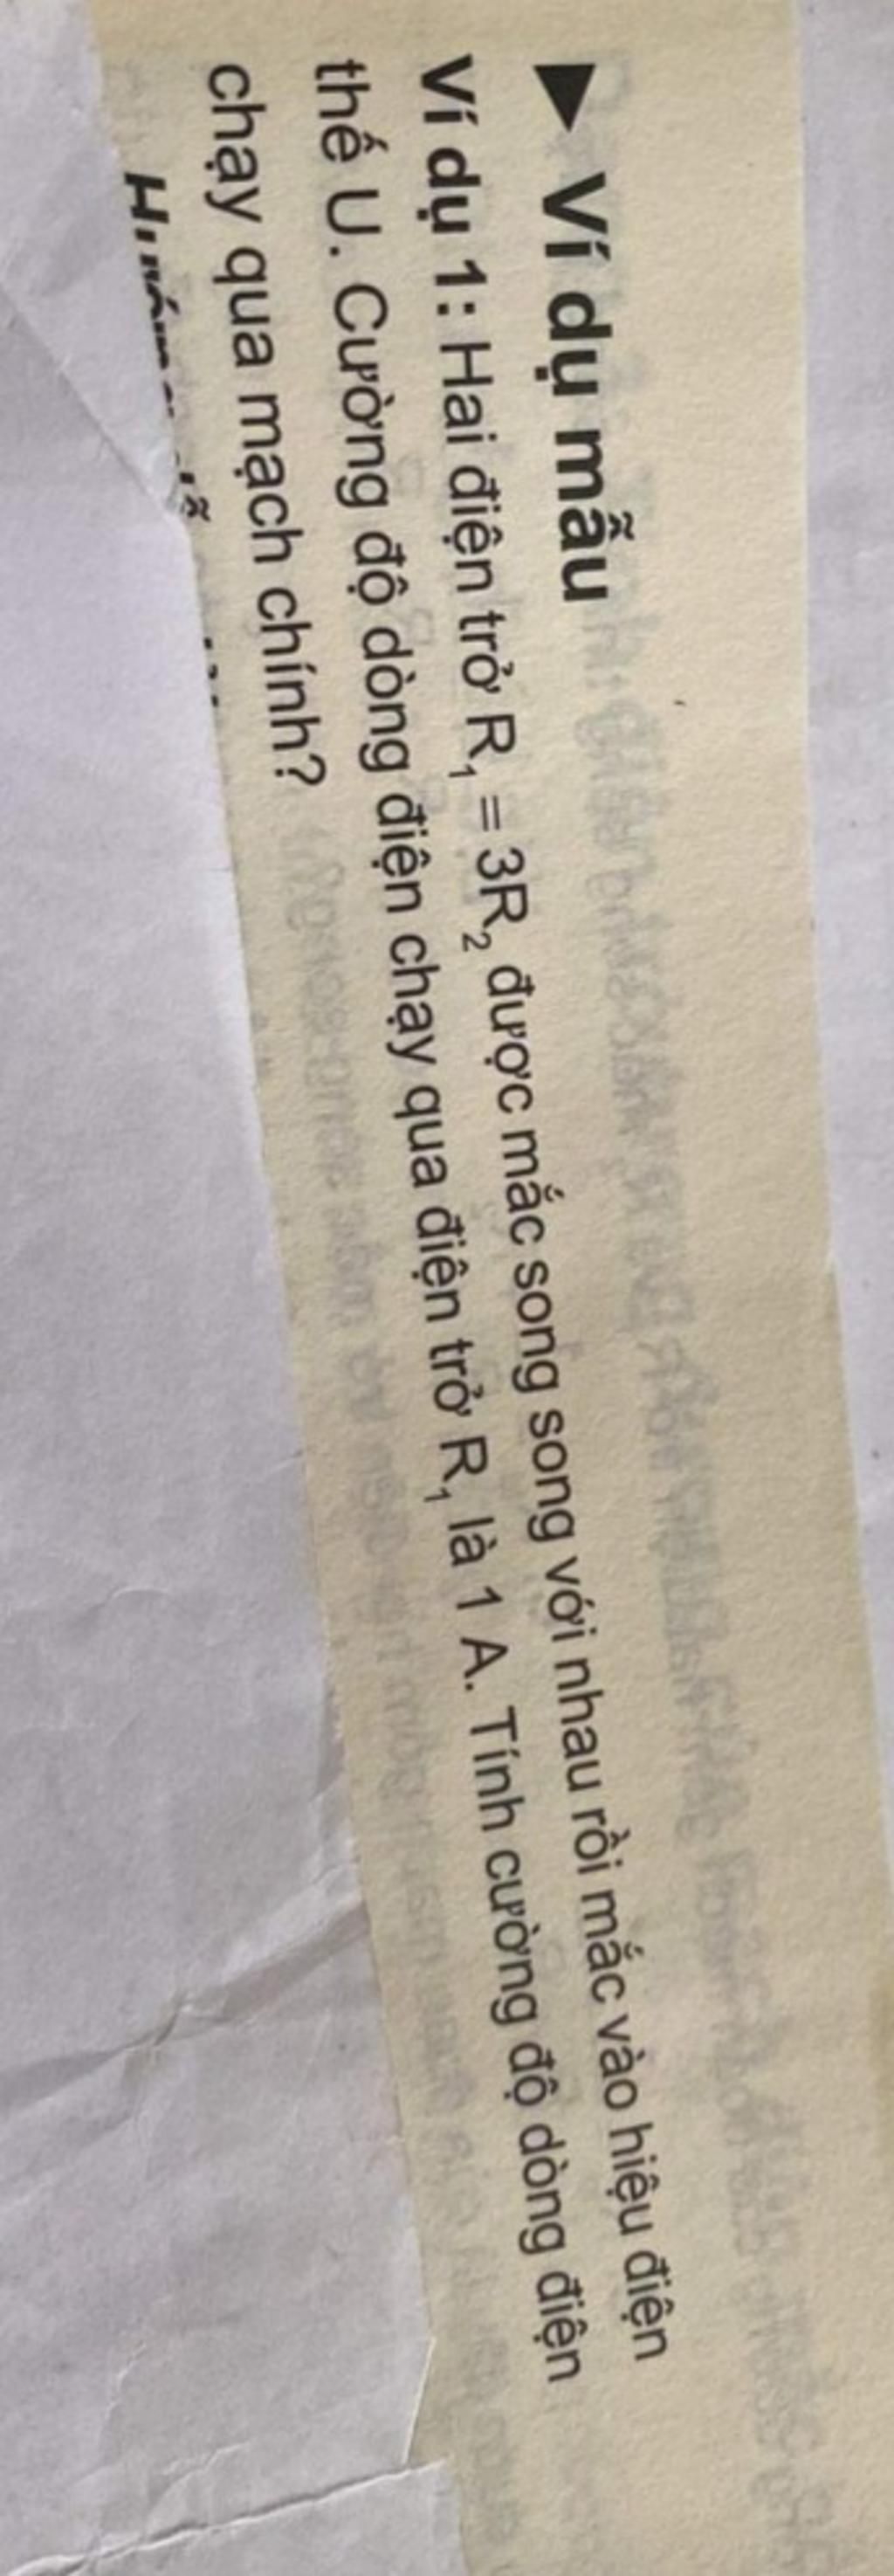 ▶ Ví dụ mẫu
Ví dụ 1: Hai điện trở R₁ = 3R₂ được mắc song song với nhau rồi mắc vào hiệu điện
thế U. Cường độ dòng điện chạy qua điện trở R₁ là 1 A. Tính cường độ dòng điện
chạy qua mạch chính?